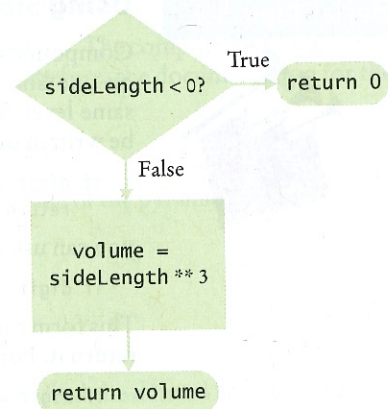 True
sideLength < 0?
return 0
False
volume =
sideLength ** 3
return volume